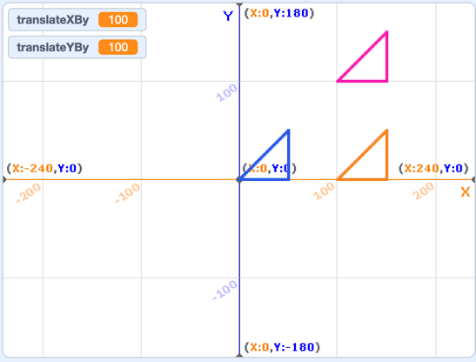 translateXBy 100
translateYBy 100
Y
(X:0,Y:180)
100
(X:-240,Y:0)
(X:0,Y:0)
(X:240,Y:0)
-200
-100
100
200
X
-100
(X:0,Y:-180)